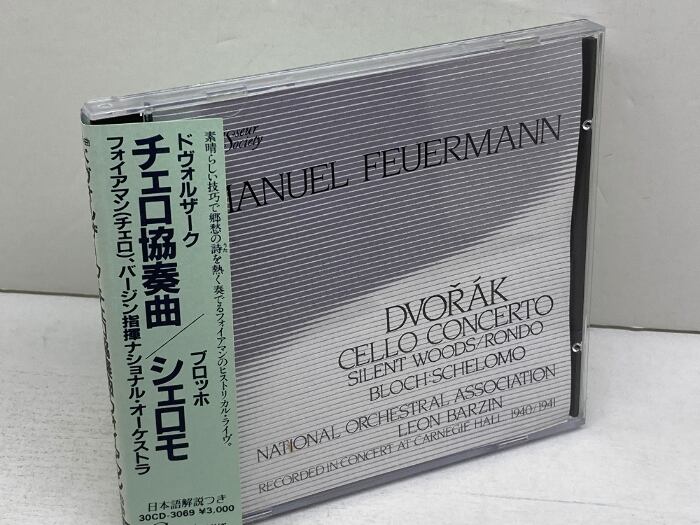 素晴らしい技巧で郷愁の詩を熱く奏でるフォイアマンのヒストリカル・ライヴ。
ドヴォルザーク
チェロ協奏曲/
ブロッホ
シェロモ
フォイアマン(チェロ)、バージン指揮ナショナル・オーケストラ
日本語解説つき
30CD-3069 ¥3,000
Society
MANUEL FEUERMANN
DVOŘÁK
CELLO CONCERTO
SILENT WOODS/RONDO
BLOCH:SCHELOMO
NATIONAL ORCHESTRAL ASSOCIATION
LEON BARZIN
RECORDED IN CONCERT AT CARNEGIE HALL 1940/1941